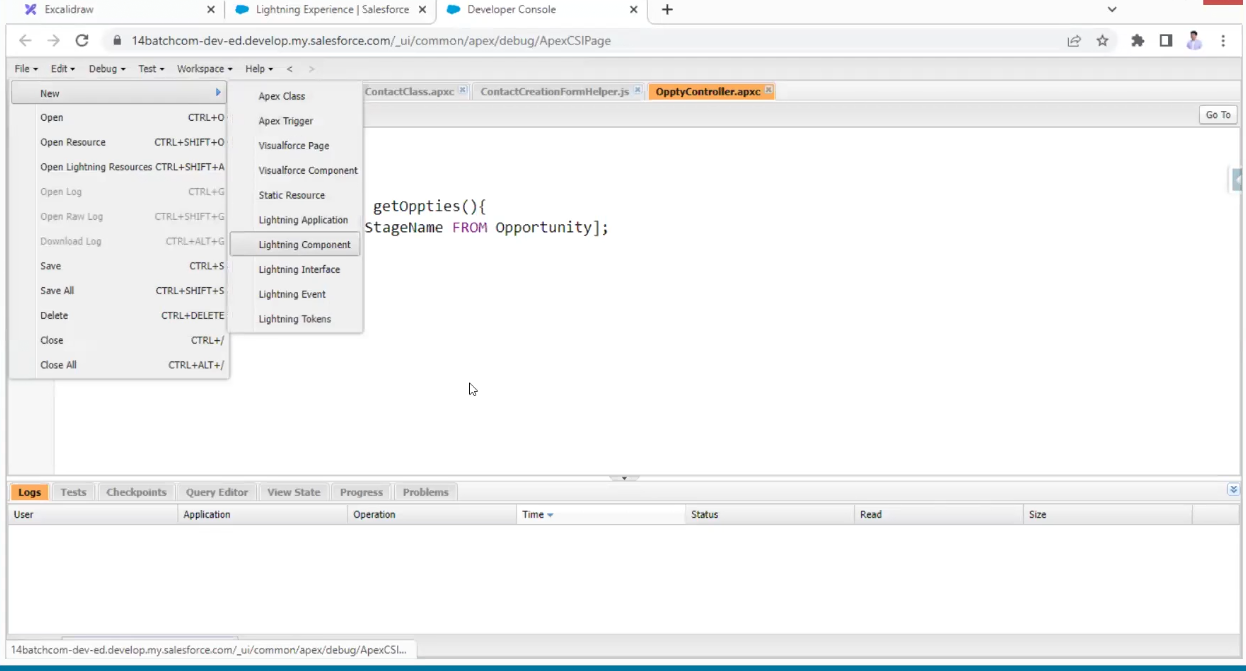 Excalidraw
Lightning Experience | Salesforce
Developer Console
14batchcom-dev-ed.develop.my.salesforce.com/_ui/common/apex/debug/ApexCSIPage
File Edit Debug Test Workspace Help < >
ContactClass.apxc ContactCreationFormHelper.js OpptyController.apxc
Go To
New
Open CTRL+O
Open Resource CTRL+SHIFT+O
Open Lightning Resources CTRL+SHIFT+A
Open Log CTRL+G
Open Raw Log CTRL+SHIFT+G
Download Log CTRL+ALT+G
Save CTRL+S
Save All CTRL+SHIFT+S
Delete CTRL+DELETE
Close CTRL+/
Close All CTRL+ALT+/
Apex Class
Apex Trigger
Visualforce Page
Visualforce Component
Static Resource
Lightning Application
Lightning Component
Lightning Interface
Lightning Event
Lightning Tokens
getOppties(){
StageName FROM Opportunity];
Logs Tests Checkpoints Query Editor View State Progress Problems
User Application Operation Time Status Read Size
14batchcom-dev-ed.develop.my.salesforce.com/_ui/common/apex/debug/ApexCSI...